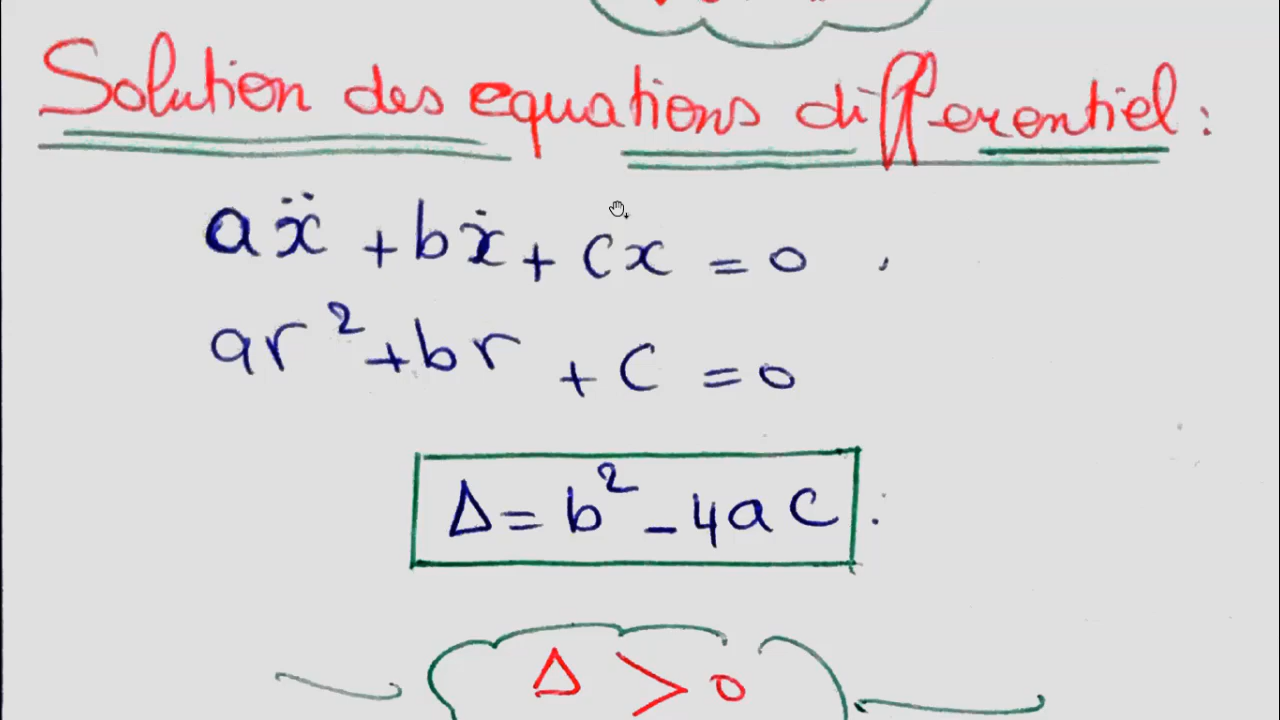 Solution des equations differentiel :
aẍ + bẋ + cx = 0 ,
ar² + br + c = 0
Δ = b² - 4ac :
Δ > 0